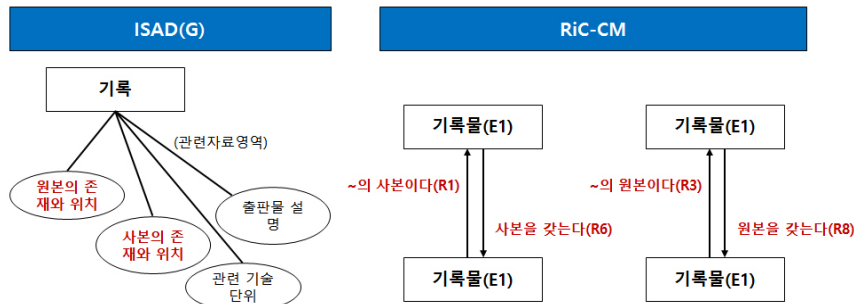 ISAD(G)
RiC-CM
기록
(관련자료영역)
원본의 존
재와 위치
사본의 존
재와 위치
출판물 설
명
관련 기술
단위
기록물(E1)
~의 사본이다(R1)
사본을 갖는다(R6)
기록물(E1)
기록물(E1)
~의 원본이다(R3)
원본을 갖는다(R8)
기록물(E1)